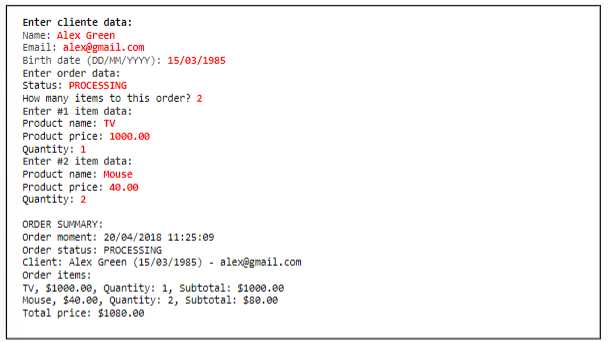 Enter cliente data:
Name: Alex Green
Email: alex@gmail.com
Birth date (DD/MM/YYYY): 15/03/1985
Enter order data:
Status: PROCESSING
How many items to this order? 2
Enter #1 item data:
Product name: TV
Product price: 1000.00
Quantity: 1
Enter #2 item data:
Product name: Mouse
Product price: 40.00
Quantity: 2

ORDER SUMMARY:
Order moment: 20/04/2018 11:25:09
Order status: PROCESSING
Client: Alex Green (15/03/1985) - alex@gmail.com
Order items:
TV, $1000.00, Quantity: 1, Subtotal: $1000.00
Mouse, $40.00, Quantity: 2, Subtotal: $80.00
Total price: $1080.00